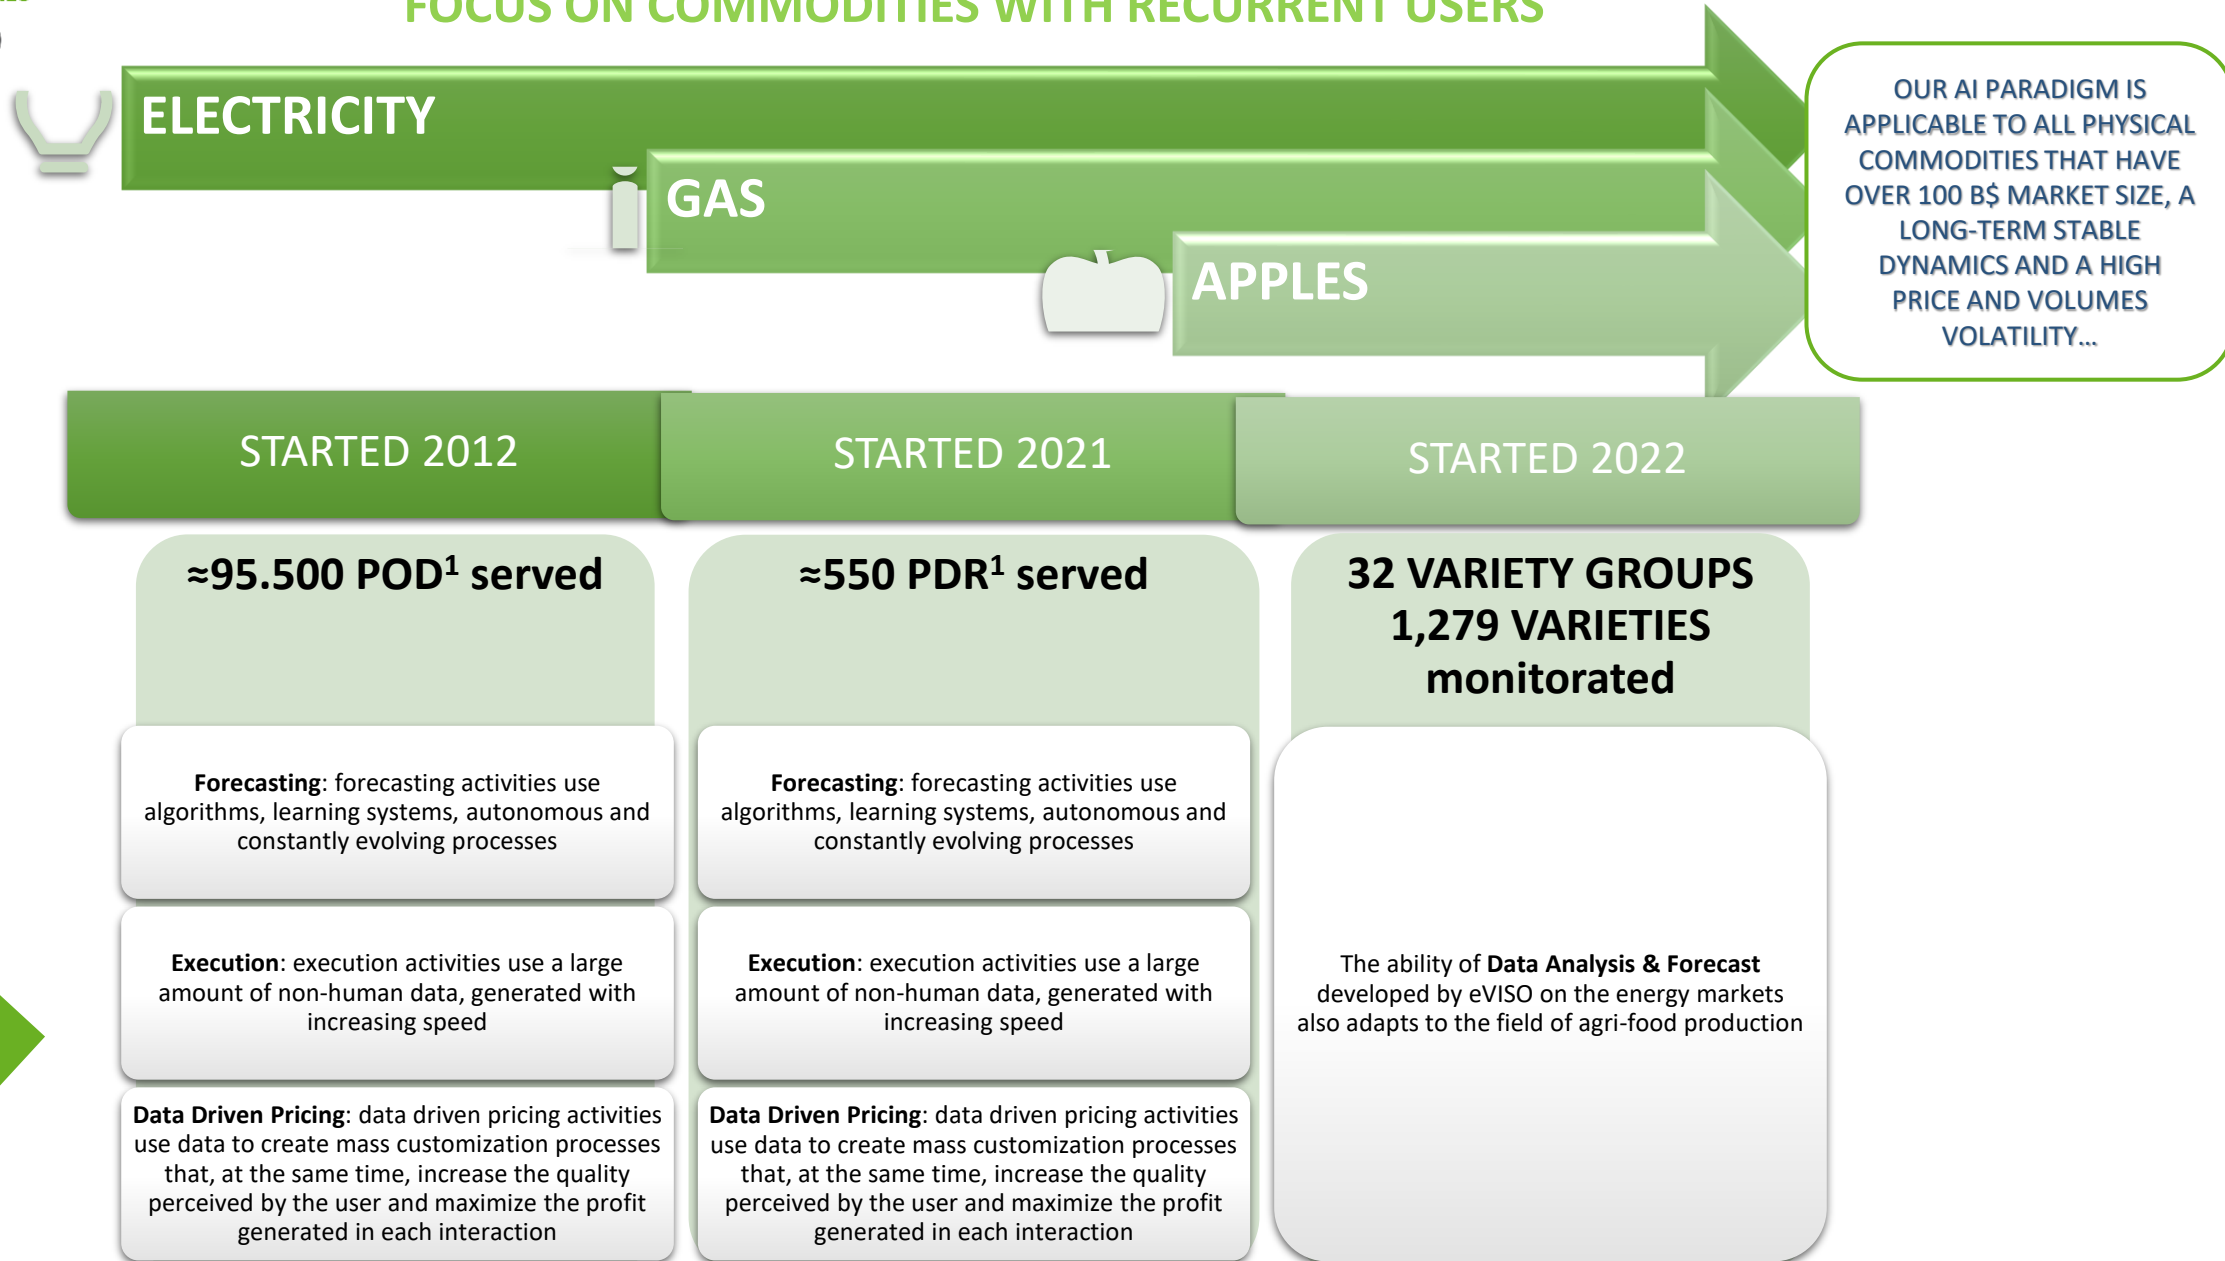 FOCUS ON COMMODITIES WITH RECURRENT USERS
ELECTRICITY
GAS
APPLES
OUR AI PARADIGM IS
APPLICABLE TO ALL PHYSICAL
COMMODITIES THAT HAVE
OVER 100 B$ MARKET SIZE, A
LONG-TERM STABLE
DYNAMICS AND A HIGH
PRICE AND VOLUMES
VOLATILITY...
STARTED 2012
STARTED 2021
STARTED 2022
≈95.500 POD¹ served
Forecasting: forecasting activities use
algorithms, learning systems, autonomous and
constantly evolving processes
Execution: execution activities use a large
amount of non-human data, generated with
increasing speed
Data Driven Pricing: data driven pricing activities
use data to create mass customization processes
that, at the same time, increase the quality
perceived by the user and maximize the profit
generated in each interaction
≈550 PDR¹ served
Forecasting: forecasting activities use
algorithms, learning systems, autonomous and
constantly evolving processes
Execution: execution activities use a large
amount of non-human data, generated with
increasing speed
Data Driven Pricing: data driven pricing activities
use data to create mass customization processes
that, at the same time, increase the quality
perceived by the user and maximize the profit
generated in each interaction
32 VARIETY GROUPS
1,279 VARIETIES
monitorated
The ability of Data Analysis & Forecast
developed by eVISO on the energy markets
also adapts to the field of agri-food production